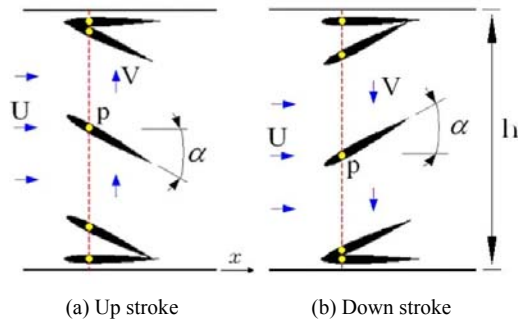 V
U
p
α
x
(a) Up stroke
V
U
p
α
h
(b) Down stroke